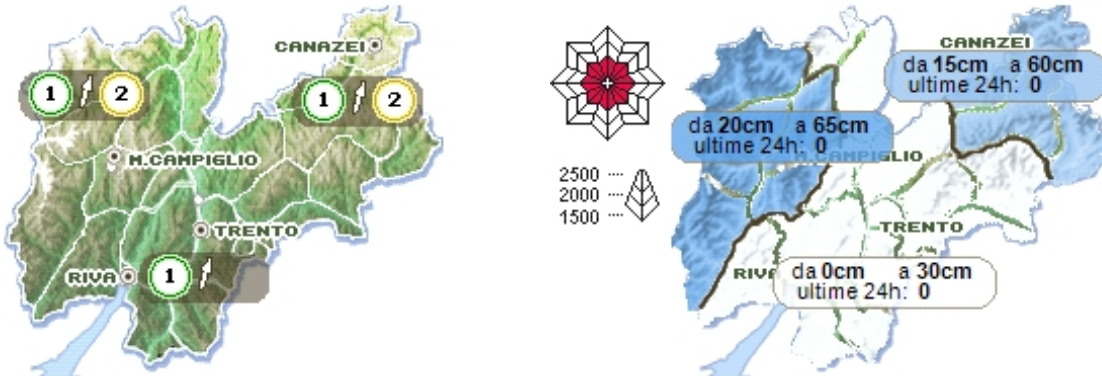 CANAZEI
1 2
1 2
M.CAMPIGLIO
TRENTO
RIVA
1
CANAZEI
da 15cm a 60cm
ultime 24h: 0
da 20cm a 65cm
ultime 24h: 0
M.CAMPIGLIO
2500
2000
1500
TRENTO
RIVA
da 0cm a 30cm
ultime 24h: 0